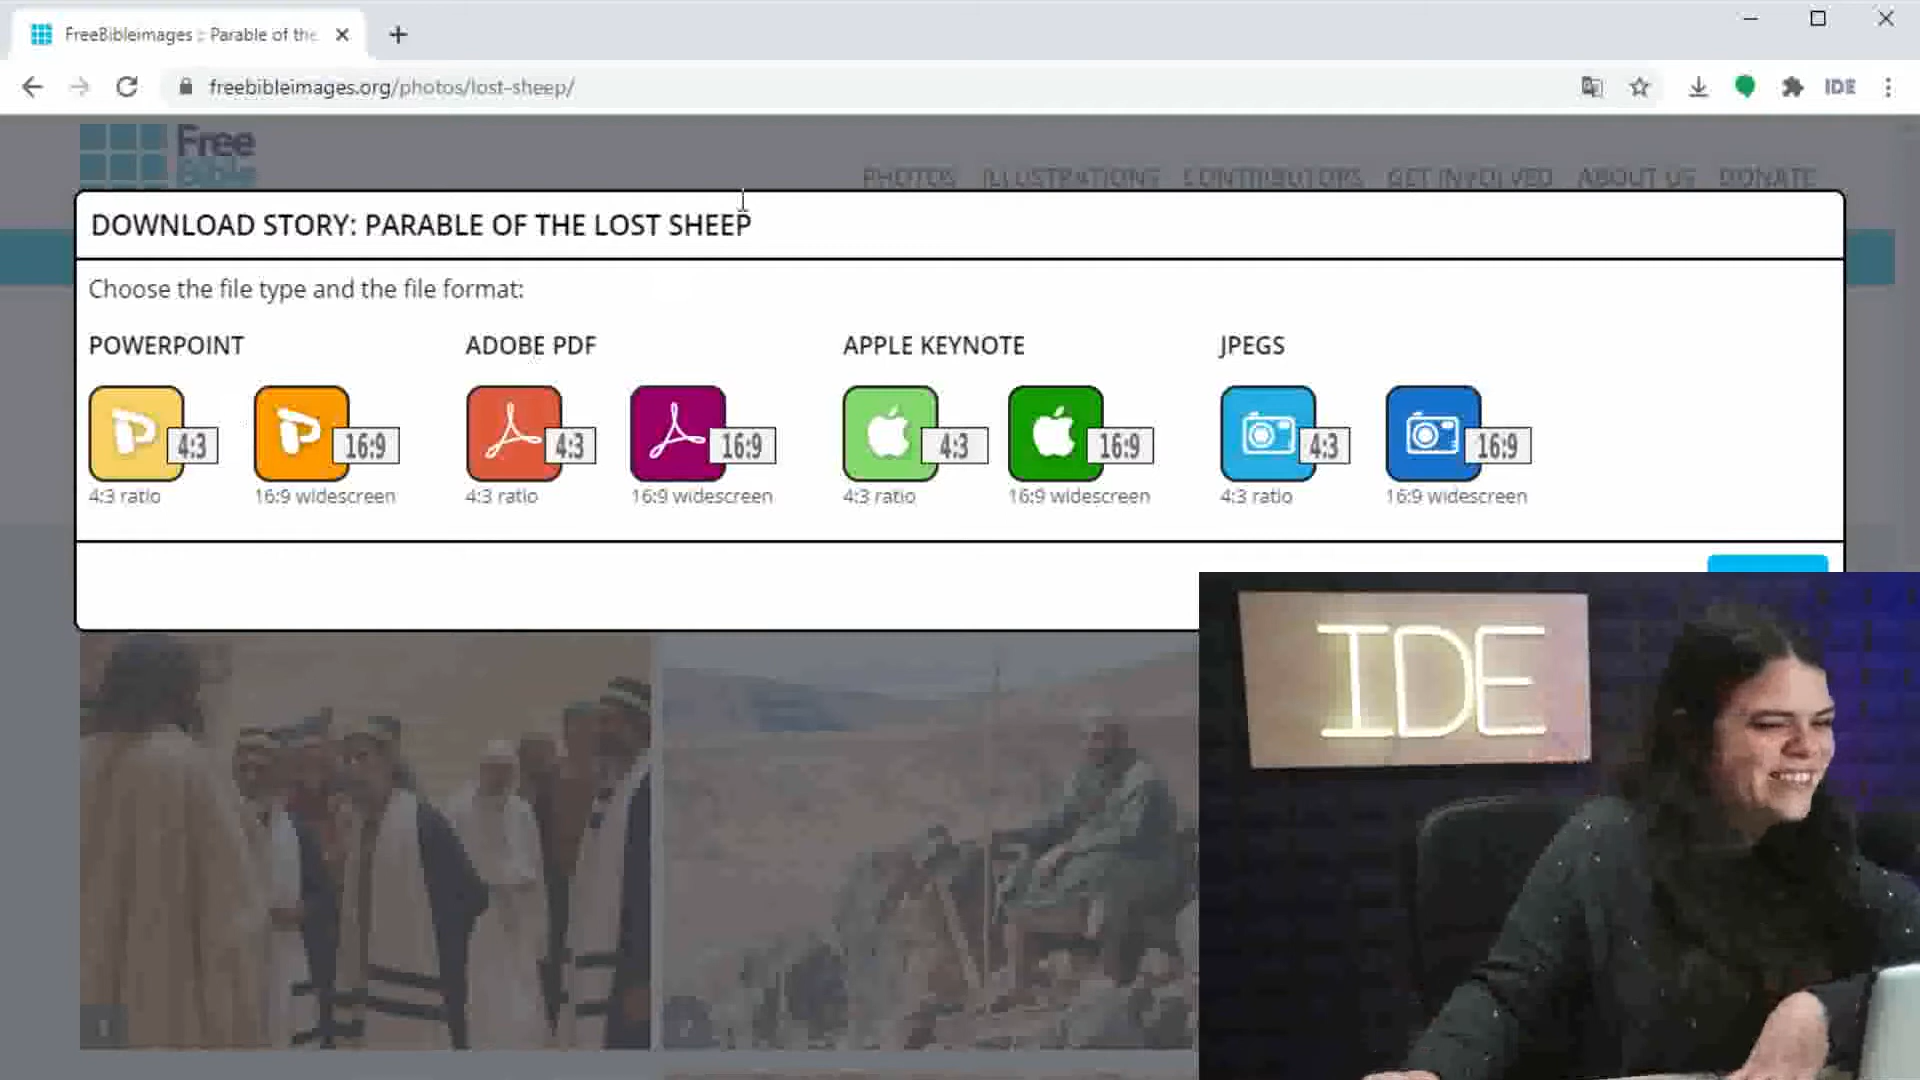 FreeBibleimages :: Parable of the
freebibleimages.org/photos/lost-sheep/
IDE
Free
Bible
PHOTOS ILLUSTRATIONS CONTRIBUTORS GET INVOLVED ABOUT US DONATE
DOWNLOAD STORY: PARABLE OF THE LOST SHEEP
Choose the file type and the file format:
POWERPOINT ADOBE PDF APPLE KEYNOTE JPEGS
4:3 16:9 4:3 16:9 4:3 16:9 4:3 16:9
4:3 ratio 16:9 widescreen 4:3 ratio 16:9 widescreen 4:3 ratio 16:9 widescreen 4:3 ratio 16:9 widescreen
IDE
1